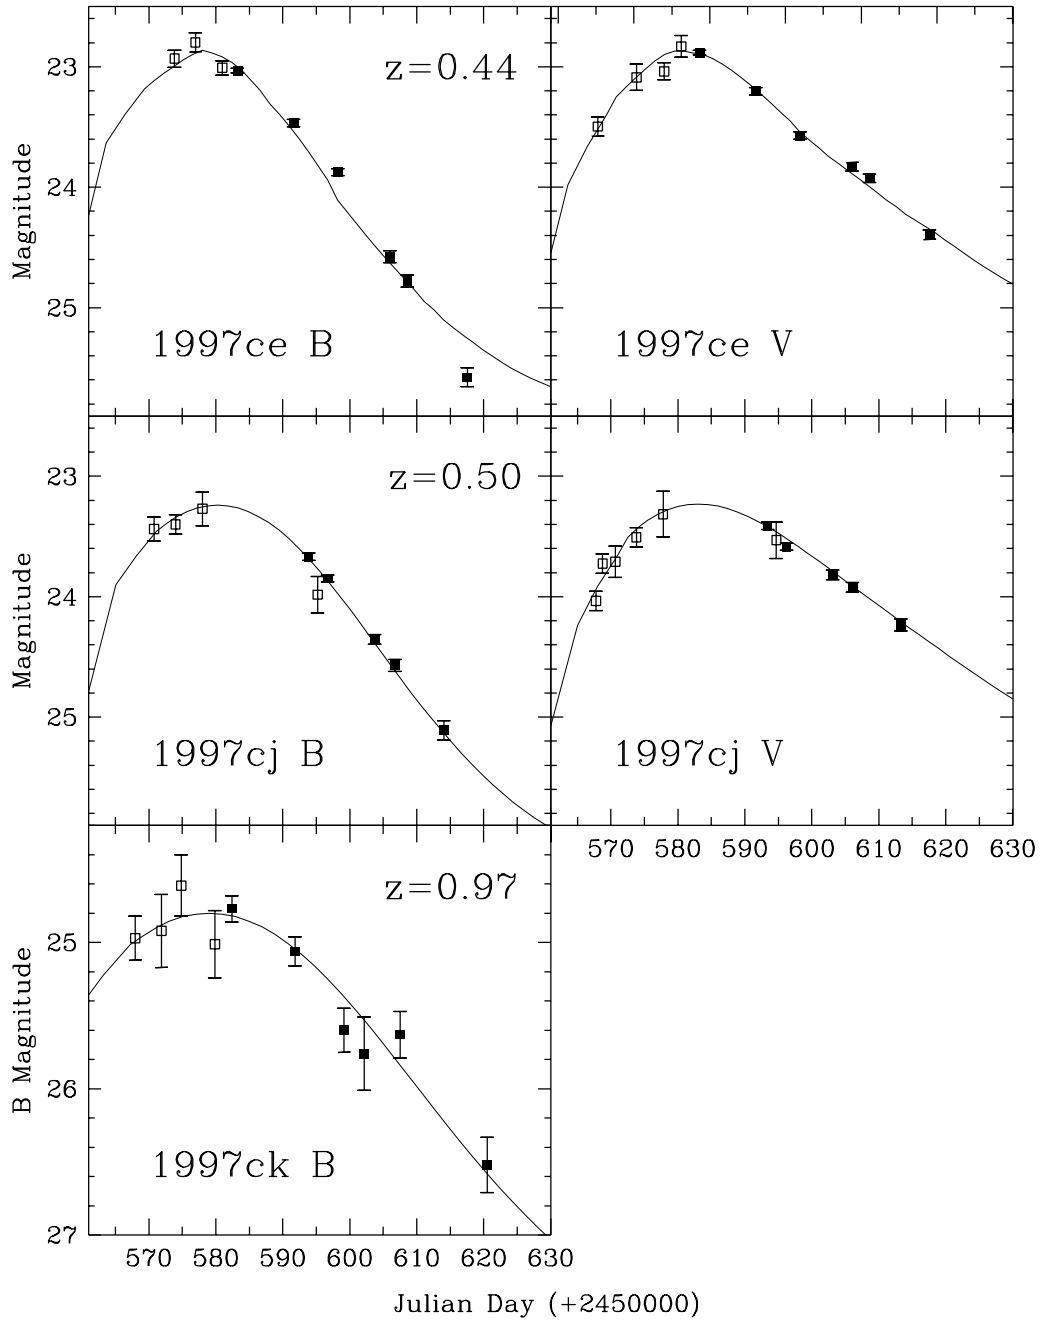 z=0.44
23
24
25
Magnitude
1997ce B
1997ce V
z=0.50
23
24
25
Magnitude
1997cj B
1997cj V
570 580 590 600 610 620 630
z=0.97
25
26
27
B Magnitude
1997ck B
570 580 590 600 610 620 630
Julian Day (+2450000)